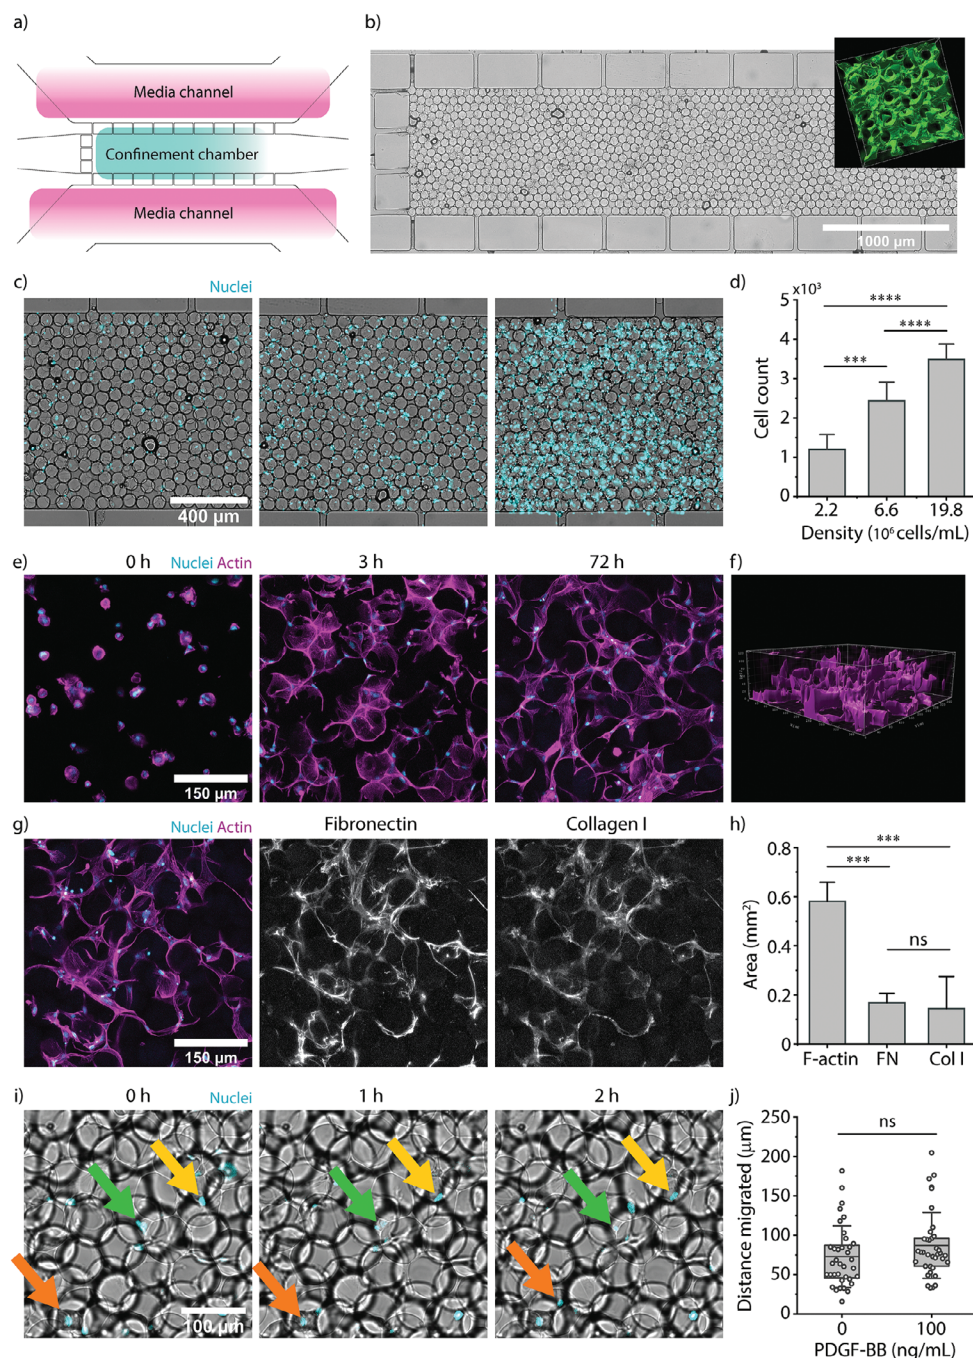 a)
Media channel
Confinement chamber
Media channel
b)
1000 µm
c)
Nuclei
400 µm
d)
x10³
5
4
3
2
1
0
Cell count
****
****
***
2.2 6.6 19.8
Density (10⁶ cells/mL)
e)
0 h
Nuclei Actin
3 h
72 h
150 µm
f)
g)
Nuclei Actin
Fibronectin
Collagen I
150 µm
h)
0.8
0.6
0.4
0.2
0
Area (mm²)
***
***
ns
F-actin FN Col I
i)
0 h
Nuclei
1 h
2 h
100 µm
j)
250
200
150
100
50
0
Distance migrated (µm)
ns
0 100
PDGF-BB (ng/mL)